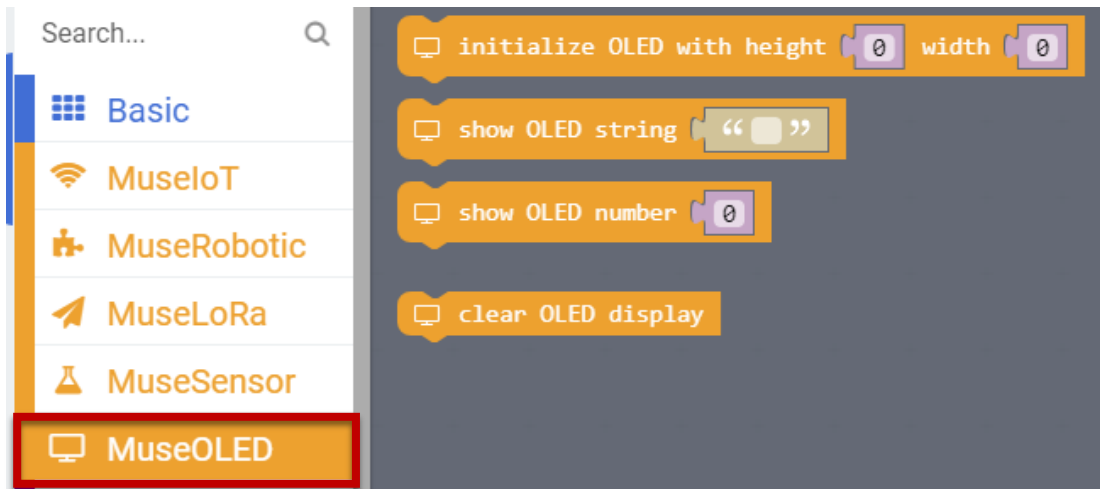 Search...
Basic
MuseIoT
MuseRobotic
MuseLoRa
MuseSensor
MuseOLED
initialize OLED with height 0 width 0
show OLED string “ ”
show OLED number 0
clear OLED display